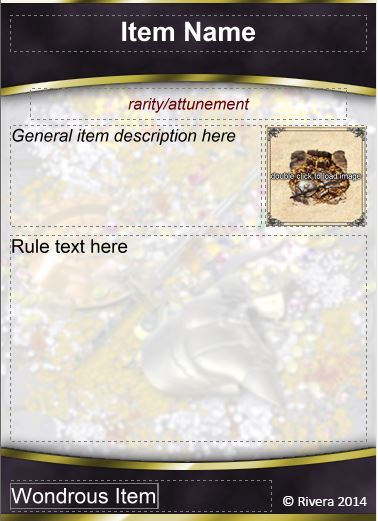 Item Name
rarity/attunement
General item description here
double click to load image
Rule text here
Wondrous Item
© Rivera 2014